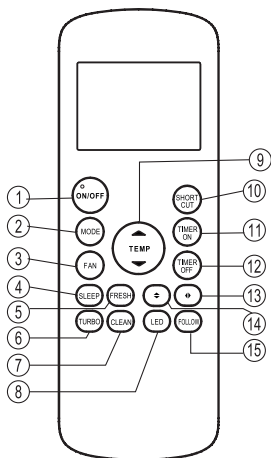 ON/OFF
MODE
FAN
SLEEP
FRESH
TURBO
CLEAN
LED
FOLLOW
TEMP
SHORT
CUT
TIMER
ON
TIMER
OFF
1
2
3
4
5
6
7
8
9
10
11
12
13
14
15